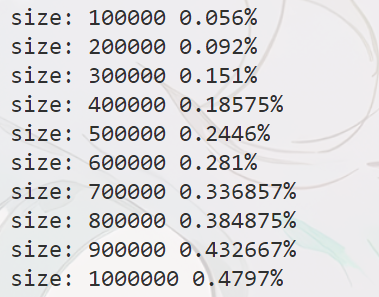 size: 100000 0.056%
size: 200000 0.092%
size: 300000 0.151%
size: 400000 0.18575%
size: 500000 0.2446%
size: 600000 0.281%
size: 700000 0.336857%
size: 800000 0.384875%
size: 900000 0.432667%
size: 1000000 0.4797%